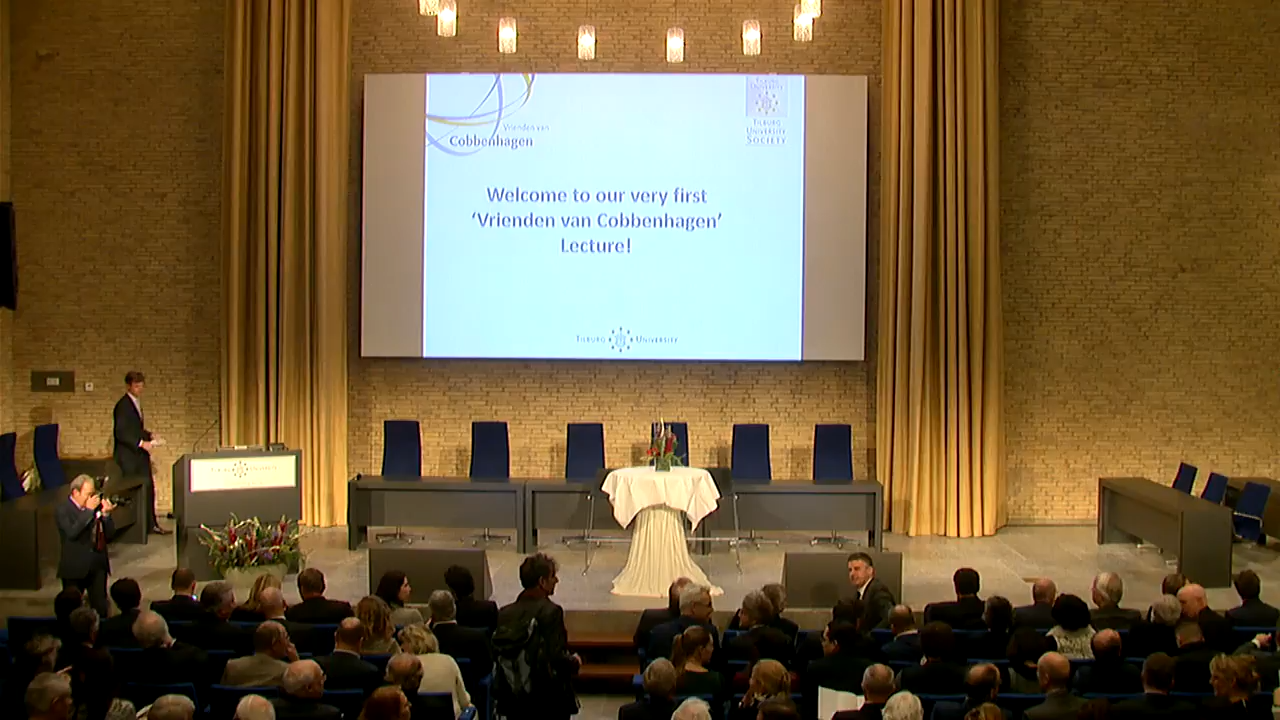 Vrienden van
Cobbenhagen
TILBURG
UNIVERSITY
SOCIETY
Welcome to our very first
‘Vrienden van Cobbenhagen’
Lecture!
TILBURG UNIVERSITY